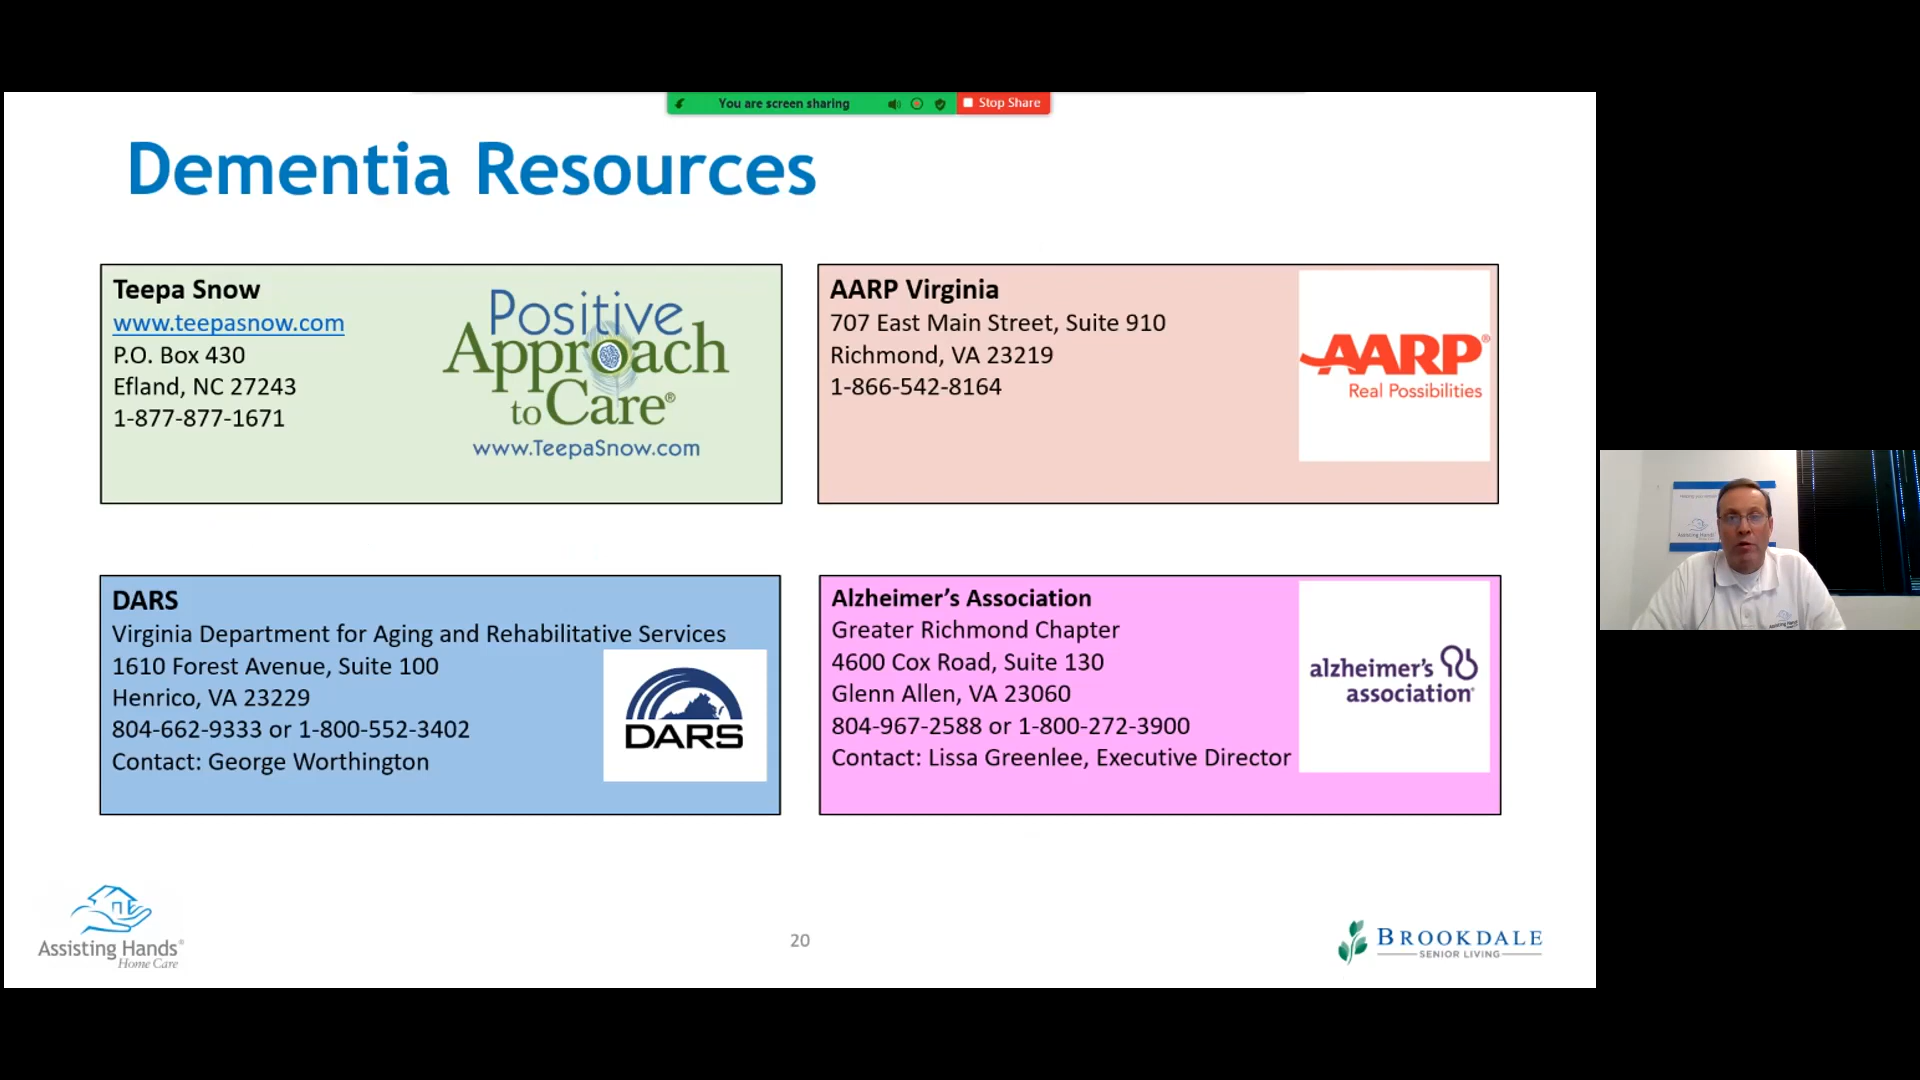 You are screen sharing
Stop Share
Dementia Resources
Teepa Snow
www.teepasnow.com
P.O. Box 430
Efland, NC 27243
1-877-877-1671
Positive
Approach
to Care®
www.TeepaSnow.com
AARP Virginia
707 East Main Street, Suite 910
Richmond, VA 23219
1-866-542-8164
AARP®
Real Possibilities
DARS
Virginia Department for Aging and Rehabilitative Services
1610 Forest Avenue, Suite 100
Henrico, VA 23229
804-662-9333 or 1-800-552-3402
Contact: George Worthington
DARS
Alzheimer’s Association
Greater Richmond Chapter
4600 Cox Road, Suite 130
Glenn Allen, VA 23060
804-967-2588 or 1-800-272-3900
Contact: Lissa Greenlee, Executive Director
alzheimer's
association®
Assisting Hands®
Home Care
20
BROOKDALE
SENIOR LIVING
Assisting Hands
Assisting Hands